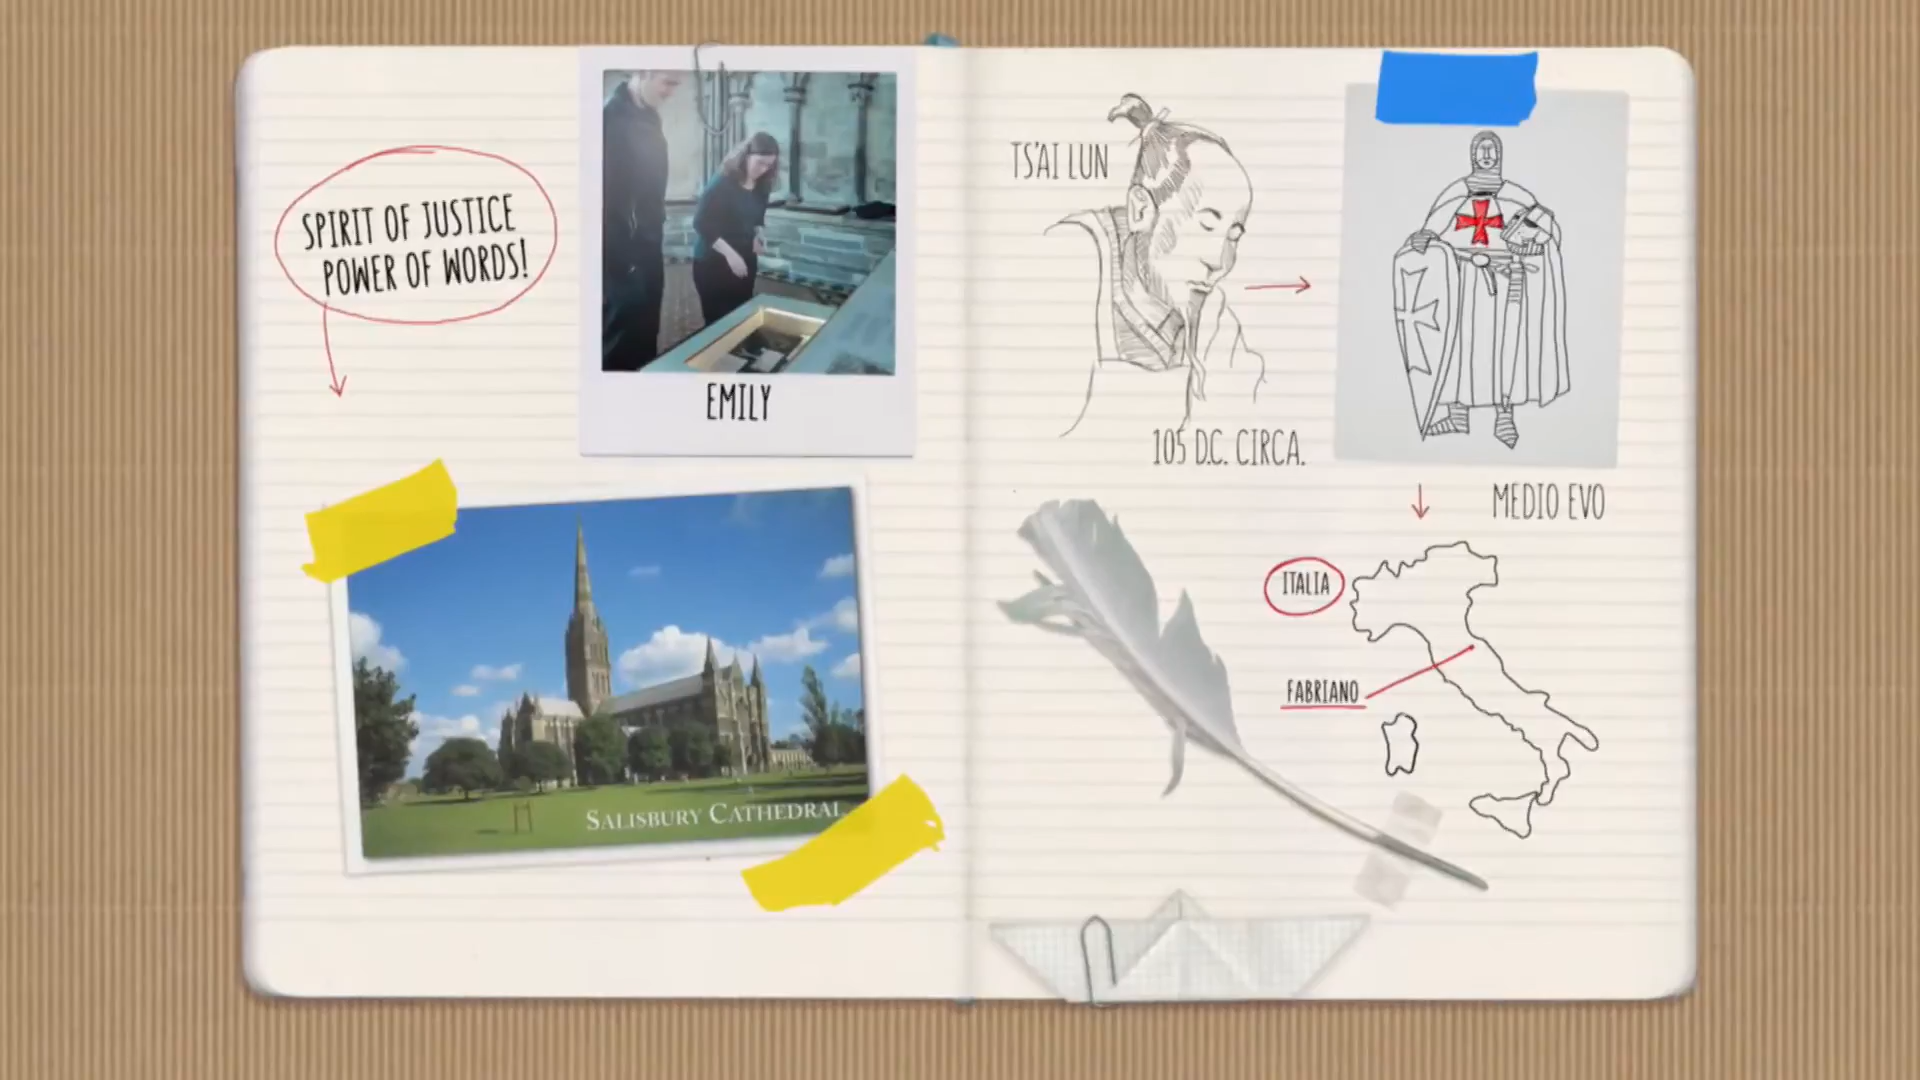 SPIRIT OF JUSTICE
POWER OF WORDS!
EMILY
SALISBURY CATHEDRAL
TS'AI LUN
105 D.C. CIRCA.
MEDIO EVO
ITALIA
FABRIANO